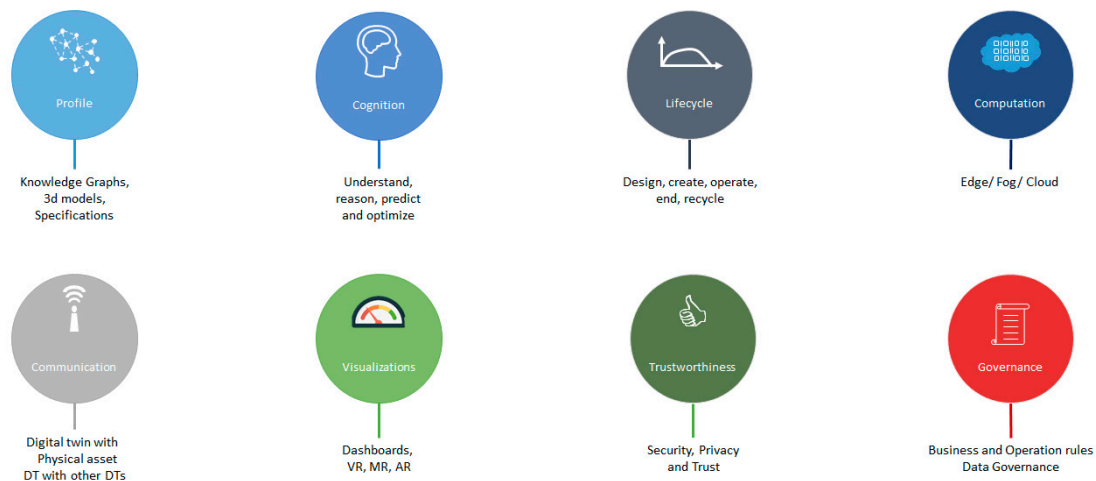 Profile
Knowledge Graphs,
3d models,
Specifications
Cognition
Understand,
reason, predict
and optimize
Lifecycle
Design, create, operate,
end, recycle
Computation
Edge/ Fog/ Cloud
Communication
Digital twin with
Physical asset
DT with other DTs
Visualizations
Dashboards,
VR, MR, AR
Trustworthiness
Security, Privacy
and Trust
Governance
Business and Operation rules
Data Governance